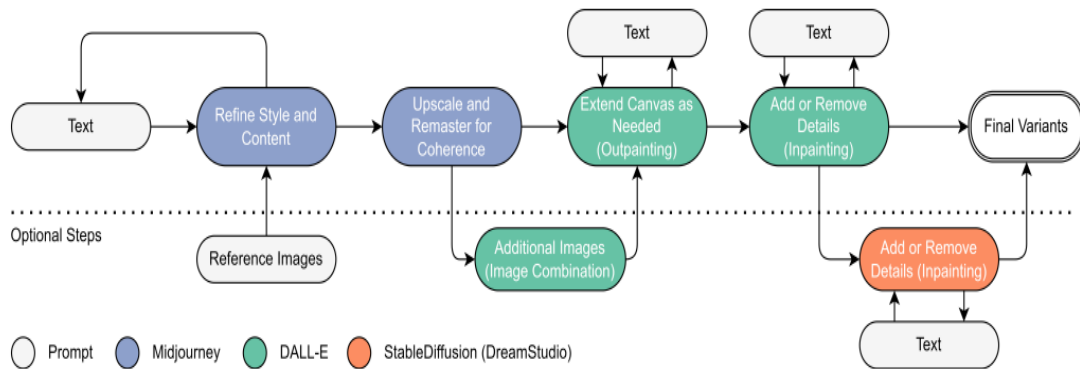 Text
Text
Text
Refine Style and
Content
Upscale and
Remaster for
Coherence
Extend Canvas as
Needed
(Outpainting)
Add or Remove
Details
(Inpainting)
Final Variants
Optional Steps
Reference Images
Additional Images
(Image Combination)
Add or Remove
Details (Inpainting)
Text
Prompt
Midjourney
DALL-E
StableDiffusion (DreamStudio)